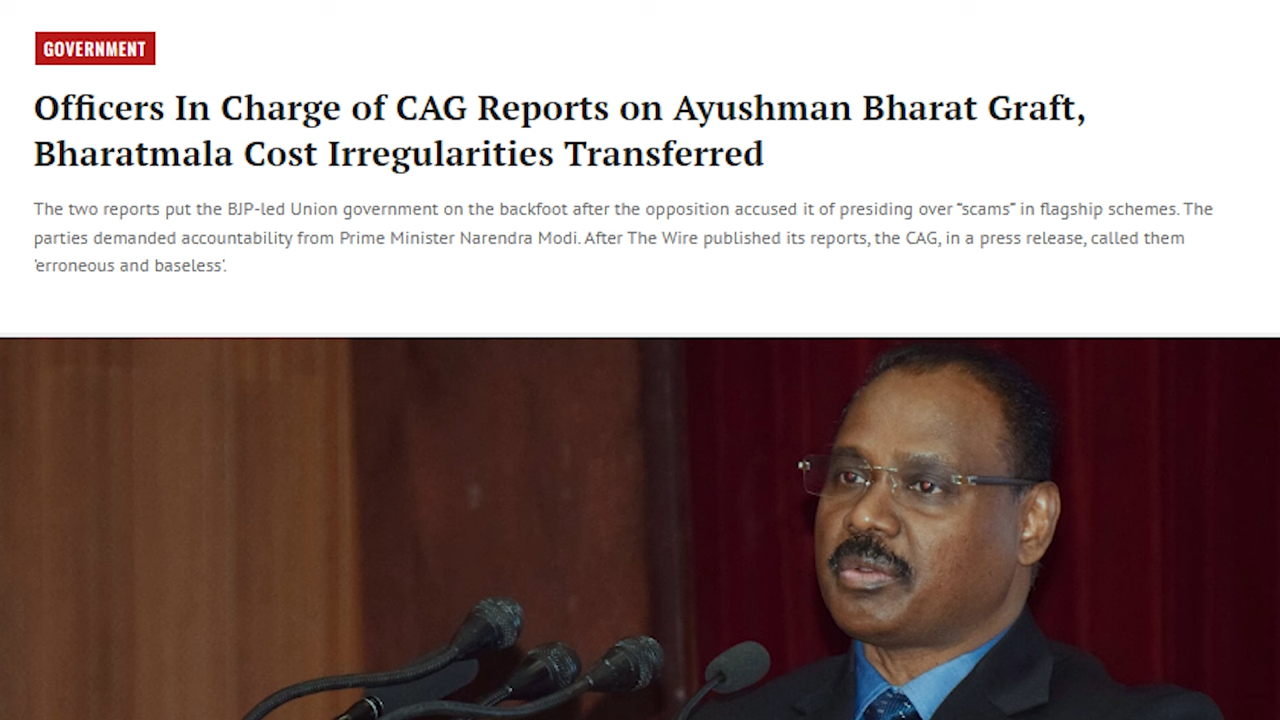 GOVERNMENT
Officers In Charge of CAG Reports on Ayushman Bharat Graft,
Bharatmala Cost Irregularities Transferred
The two reports put the BJP-led Union government on the backfoot after the opposition accused it of presiding over “scams” in flagship schemes. The
parties demanded accountability from Prime Minister Narendra Modi. After The Wire published its reports, the CAG, in a press release, called them
'erroneous and baseless'.